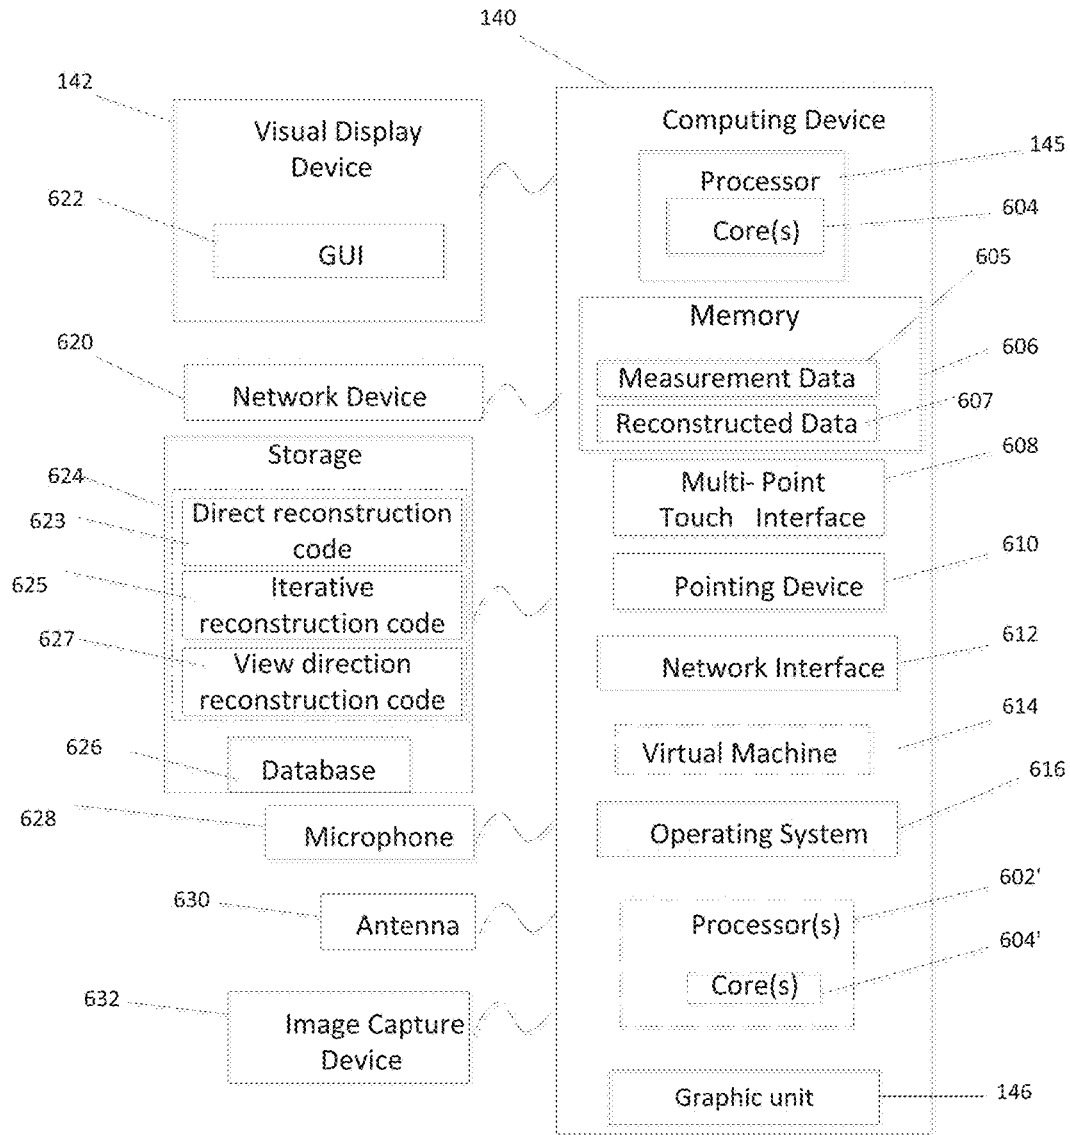 140
142
Visual Display
Device
622
GUI
620
Network Device
Storage
624
Direct reconstruction
code
623
625
Iterative
reconstruction code
627
View direction
reconstruction code
626
Database
628
Microphone
630
Antenna
632
Image Capture
Device
Computing Device
145
Processor
604
Core(s)
605
Memory
606
Measurement Data
607
Reconstructed Data
608
Multi- Point
Touch Interface
610
Pointing Device
612
Network Interface
614
Virtual Machine
616
Operating System
602'
Processor(s)
604'
Core(s)
Graphic unit
146